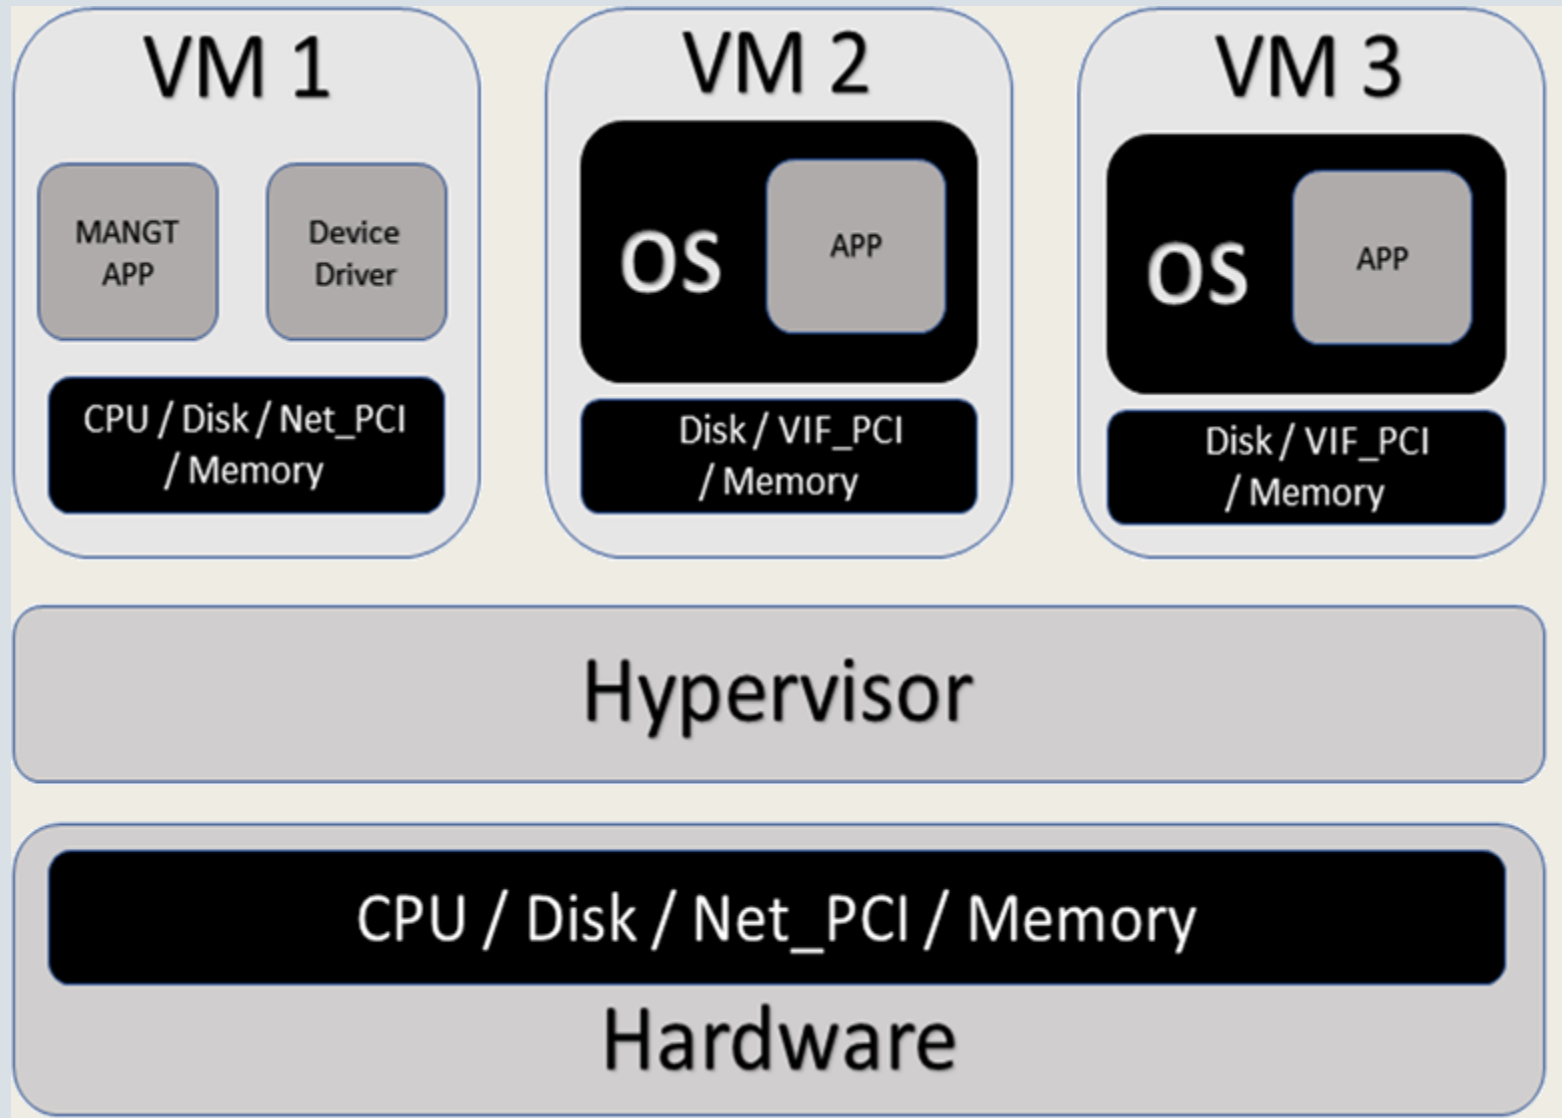 VM 1
MANGT
APP
Device
Driver
CPU / Disk / Net_PCI
/ Memory
VM 2
OS
APP
Disk / VIF_PCI
/ Memory
VM 3
OS
APP
Disk / VIF_PCI
/ Memory
Hypervisor
CPU / Disk / Net_PCI / Memory
Hardware